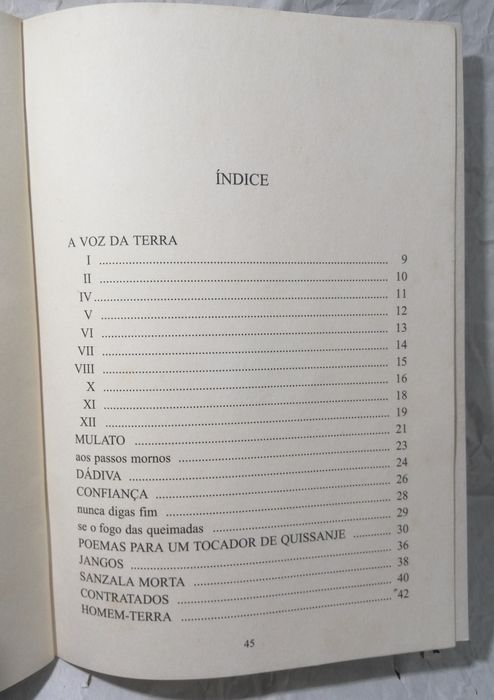 ÍNDICE
A VOZ DA TERRA
I ........ 9
II ........ 10
IV ........ 11
V ........ 12
VI ........ 13
VII ........ 14
VIII ........ 15
X ........ 16
XI ........ 18
XII ........ 19
MULATO ........ 21
aos passos mornos ........ 23
DÁDIVA ........ 24
CONFIANÇA ........ 26
nunca digas fim ........ 28
se o fogo das queimadas ........ 29
POEMAS PARA UM TOCADOR DE QUISSANJE ........ 30
JANGOS ........ 36
SANZALA MORTA ........ 38
CONTRATADOS ........ 40
HOMEM-TERRA ........ 42
45